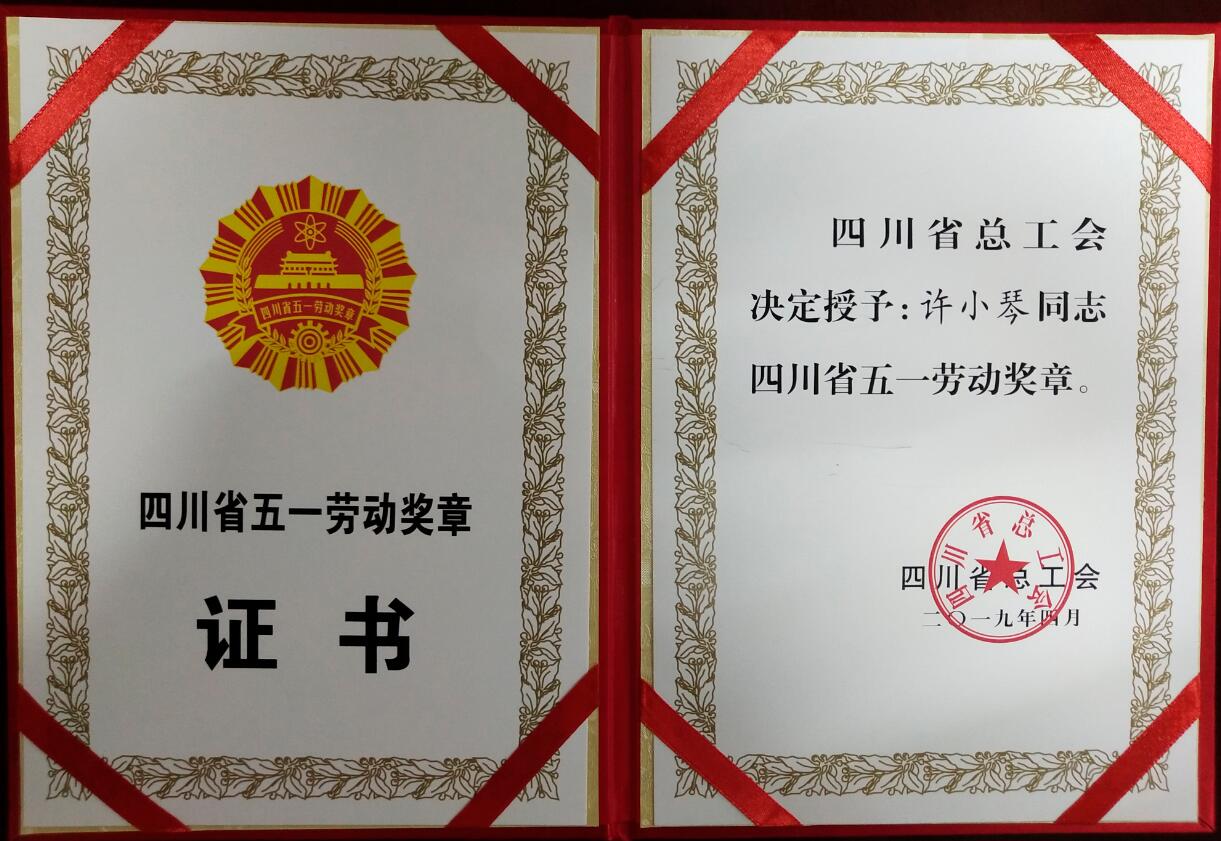 四川省五一劳动奖章
四川省五一劳动奖章
证书
四川省总工会
决定授予：许小琴同志
四川省五一劳动奖章。
四川省总工会
四川省总工会
二〇一九年四月